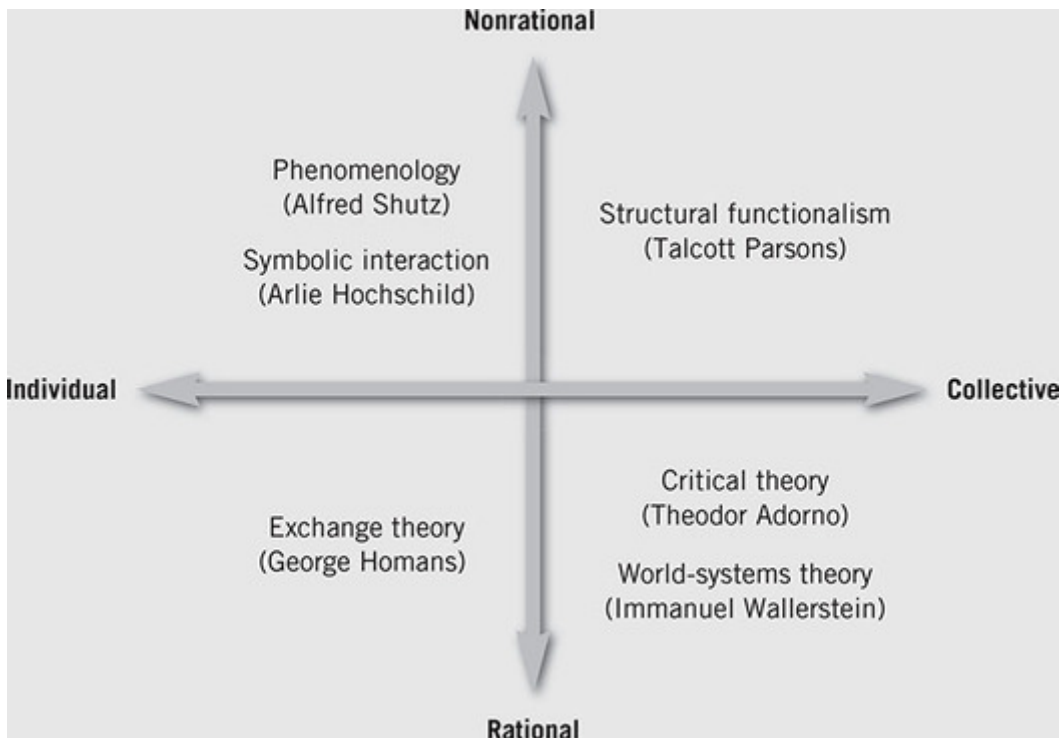 Nonrational
Phenomenology
(Alfred Shutz)
Structural functionalism
(Talcott Parsons)
Symbolic interaction
(Arlie Hochschild)
Individual
Collective
Critical theory
(Theodor Adorno)
Exchange theory
(George Homans)
World-systems theory
(Immanuel Wallerstein)
Rational